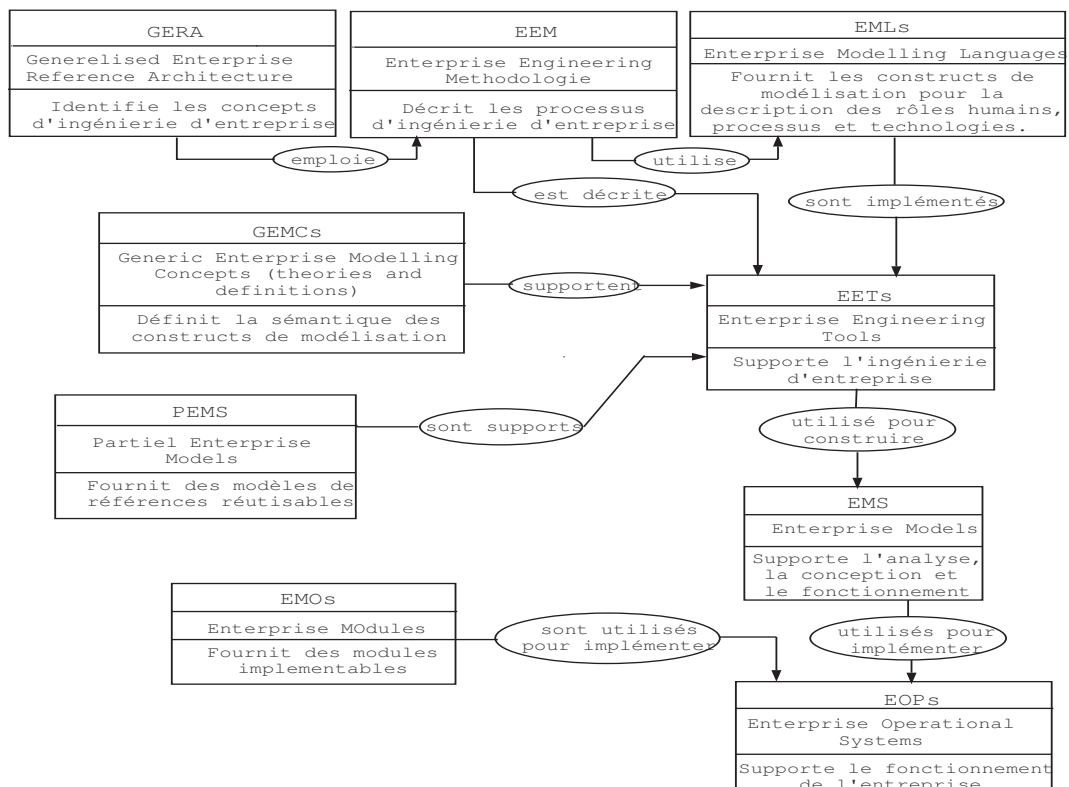 GERA
Generelised Enterprise
Reference Architecture
Identifie les concepts
d'ingénierie d'entreprise
EEM
Enterprise Engineering
Methodologie
Décrit les processus
d'ingénierie d'entreprise
EMLs
Enterprise Modelling Languages
Fournit les constructs de
modélisation pour la
description des rôles humains,
processus et technologies.
emploie
utilise
est décrite
sont implémentés
GEMCs
Generic Enterprise Modelling
Concepts (theories and
definitions)
Définit la sémantique des
constructs de modélisation
supportent
EETs
Enterprise Engineering
Tools
Supporte l'ingénierie
d'entreprise
PEMS
Partiel Enterprise
Models
Fournit des modèles de
références réutisables
sont supports
utilisé pour
construire
EMS
Enterprise Models
Supporte l'analyse,
la conception et
le fonctionnement
EMOs
Enterprise MOdules
Fournit des modules
implementables
sont utilisés
pour implémenter
utilisés pour
implémenter
EOPs
Enterprise Operational
Systems
Supporte le fonctionnement
de l'entreprise